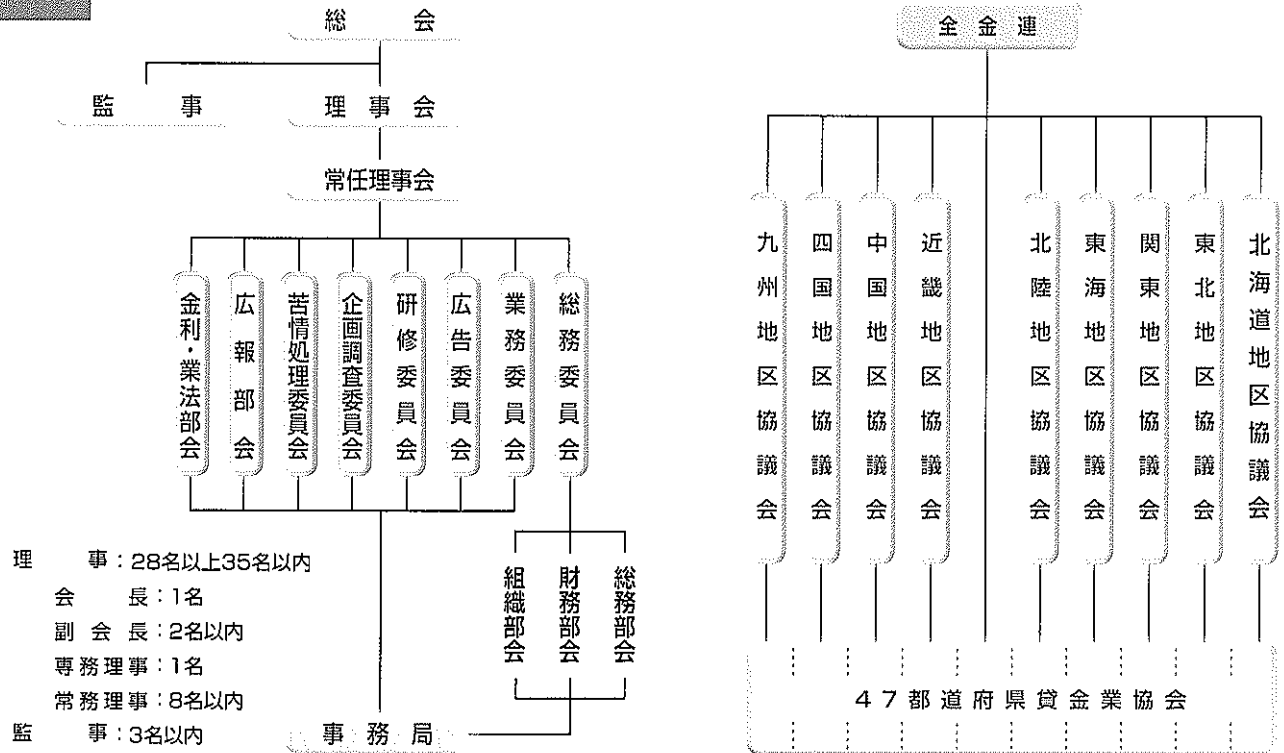 総会
監事
理事会
常任理事会
金利・業法部会
広報部会
苦情処理委員会
企画調査委員会
研修委員会
広告委員会
業務委員会
総務委員会
組織部会
財務部会
総務部会
事務局
理事：28名以上35名以内
会長：1名
副会長：2名以内
専務理事：1名
常務理事：8名以内
監事：3名以内
全金連
九州地区協議会
四国地区協議会
中国地区協議会
近畿地区協議会
北陸地区協議会
東海地区協議会
関東地区協議会
東北地区協議会
北海道地区協議会
47都道府県貸金業協会